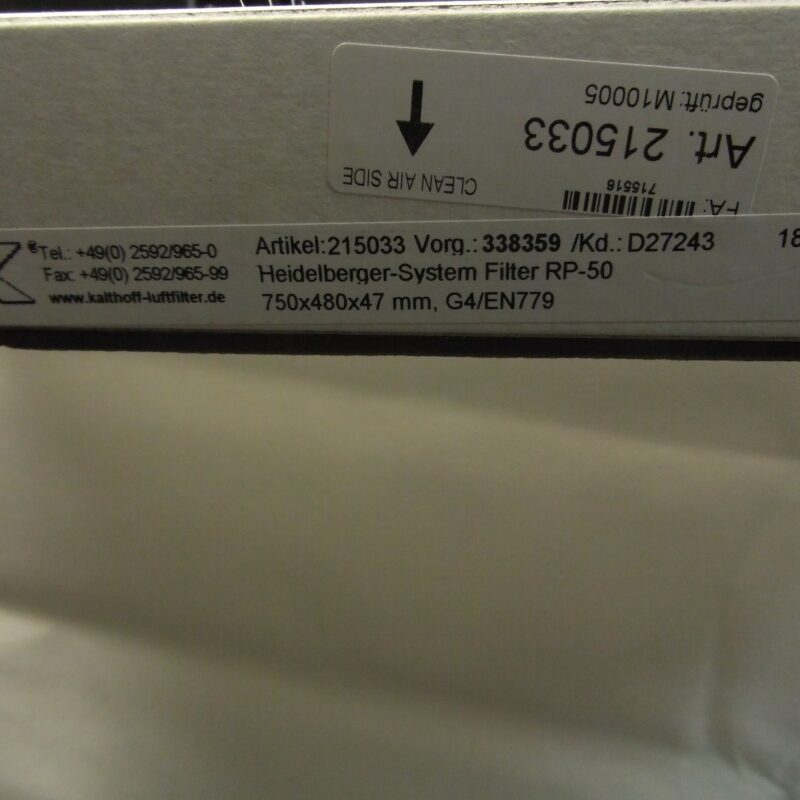 geprüft: M10005
Art. 215033
CLEAN AIR SIDE
715516
FA:
Tel.: +49(0) 2592/965-0
Fax: +49(0) 2592/965-99
www.kalthoff-luftfilter.de
Artikel:215033 Vorg.: 338359 /Kd.: D27243
Heidelberger-System Filter RP-50
750x480x47 mm, G4/EN779
18